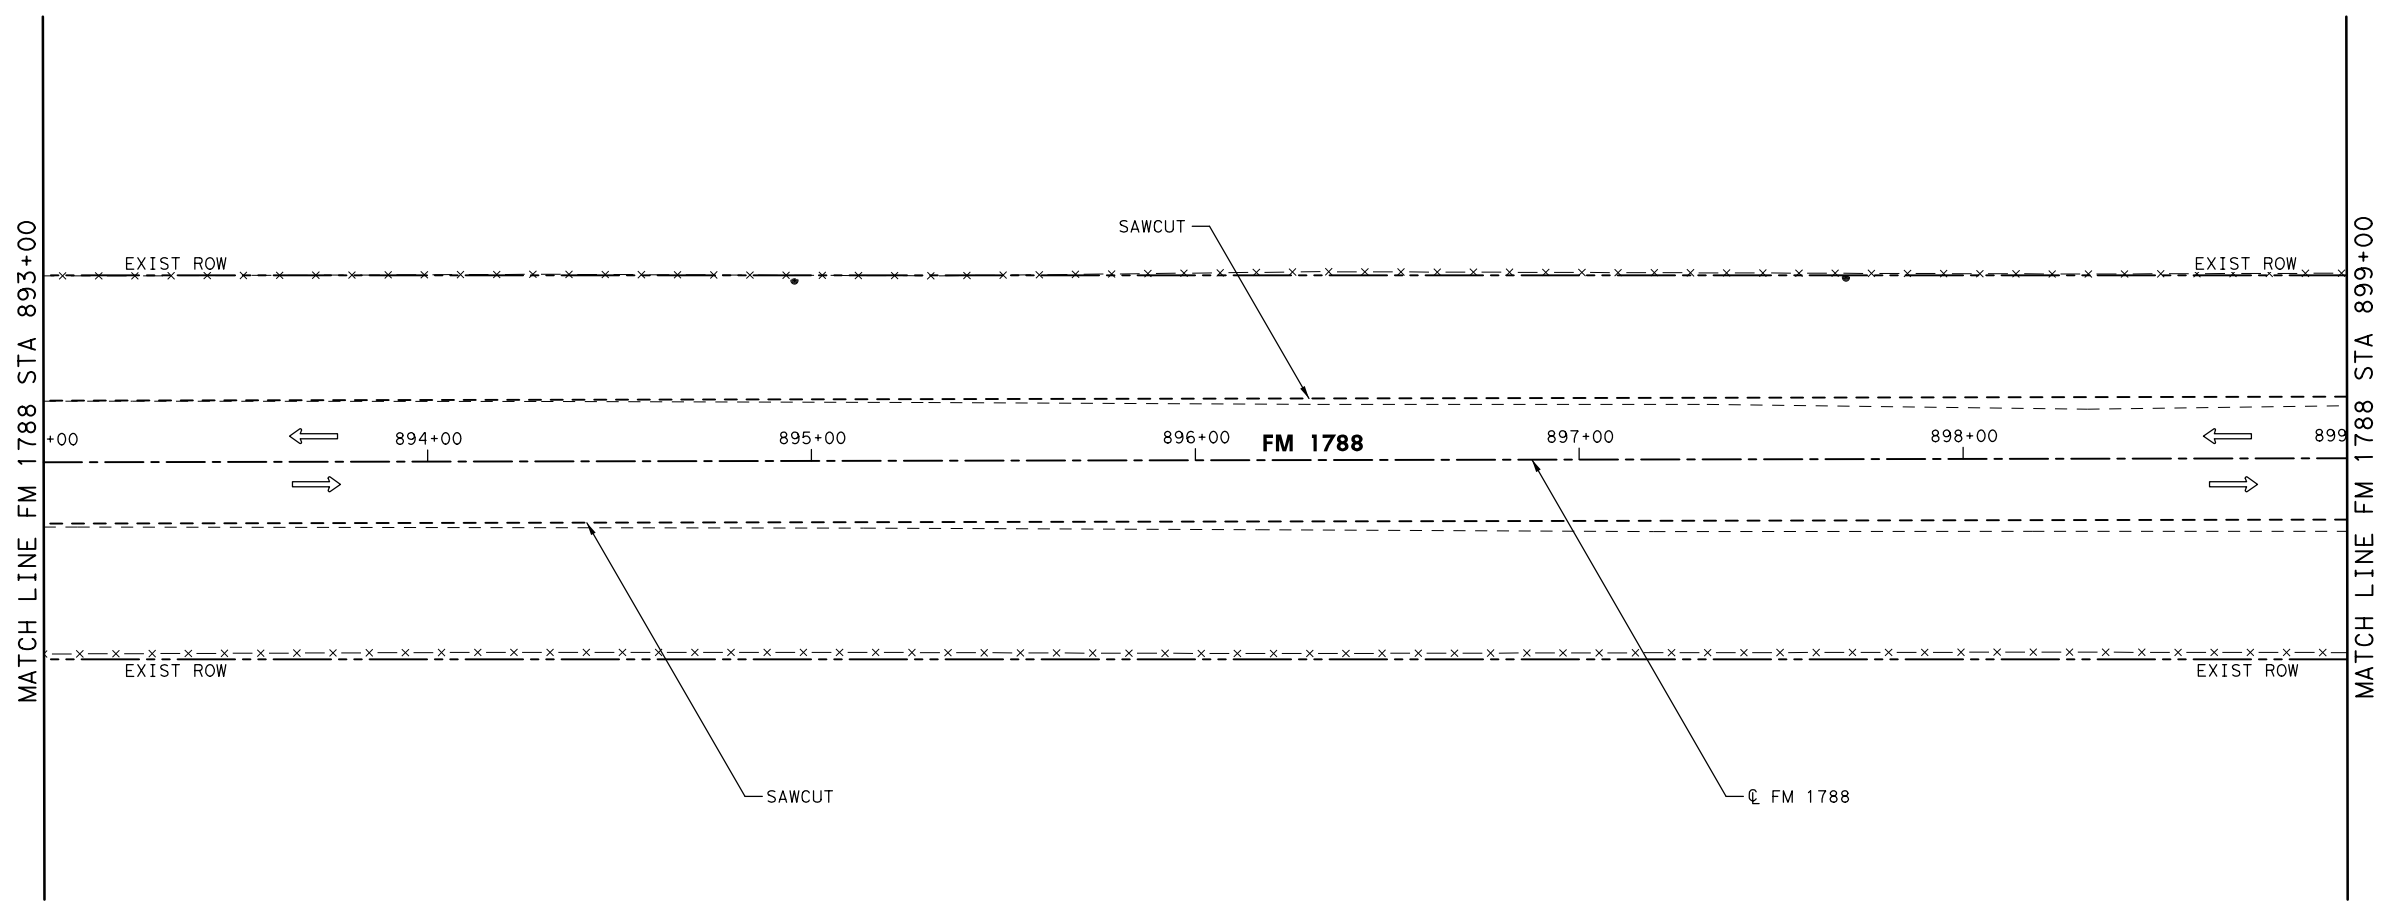 MATCH LINE FM 1788 STA 893+00
SAWCUT
EXIST ROW
EXIST ROW
+00
894+00
895+00
896+00
FM 1788
897+00
898+00
899
EXIST ROW
EXIST ROW
SAWCUT
℄ FM 1788
MATCH LINE FM 1788 STA 899+00